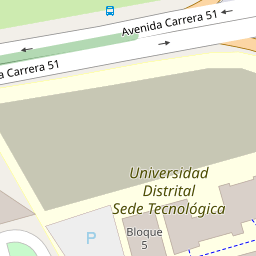 Avenida Carrera 51
a Carrera 51
Universidad
Distrital
Sede Tecnológica
P
Bloque
5